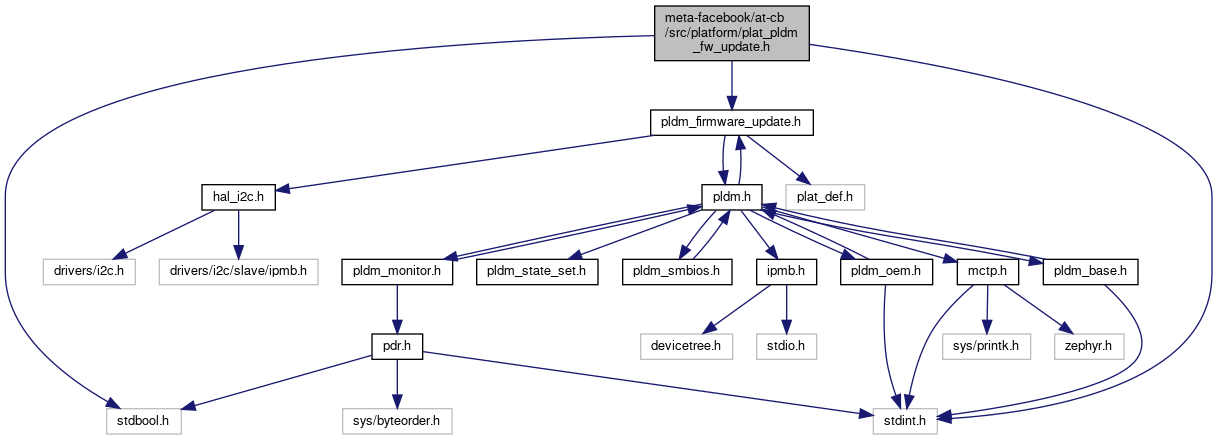 meta-facebook/at-cb
/src/platform/plat_pldm
_fw_update.h
pldm_firmware_update.h
hal_i2c.h
pldm.h
plat_def.h
drivers/i2c.h
drivers/i2c/slave/ipmb.h
pldm_monitor.h
pldm_state_set.h
pldm_smbios.h
ipmb.h
pldm_oem.h
mctp.h
pldm_base.h
pdr.h
devicetree.h
stdio.h
sys/printk.h
zephyr.h
stdbool.h
sys/byteorder.h
stdint.h